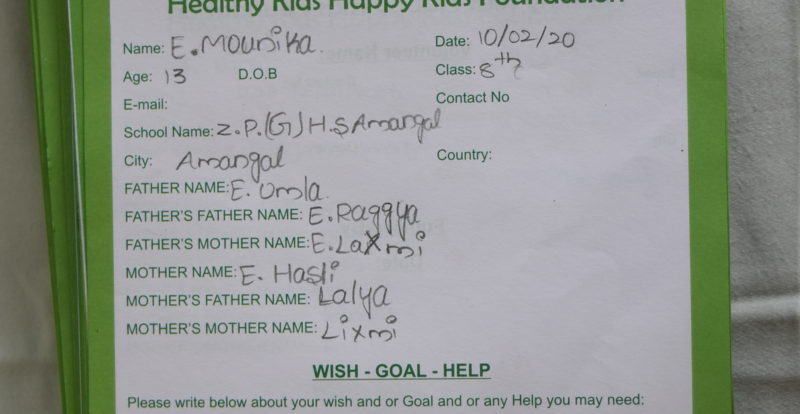 Healthy Kids Happy Kids Foundation
Name: E. Mounika. Date: 10/02/20
Age: 13 D.O.B Class: 8th
E-mail: Contact No
School Name: Z.P.(G) H.S Amangal
City: Amangal Country:
FATHER NAME: E. Umla
FATHER'S FATHER NAME: E. Raggya
FATHER'S MOTHER NAME: E. Laxmi
MOTHER NAME: E. Hasli
MOTHER'S FATHER NAME: Lalya
MOTHER'S MOTHER NAME: Lixmi
WISH - GOAL - HELP
Please write below about your wish and or Goal and or any Help you may need: